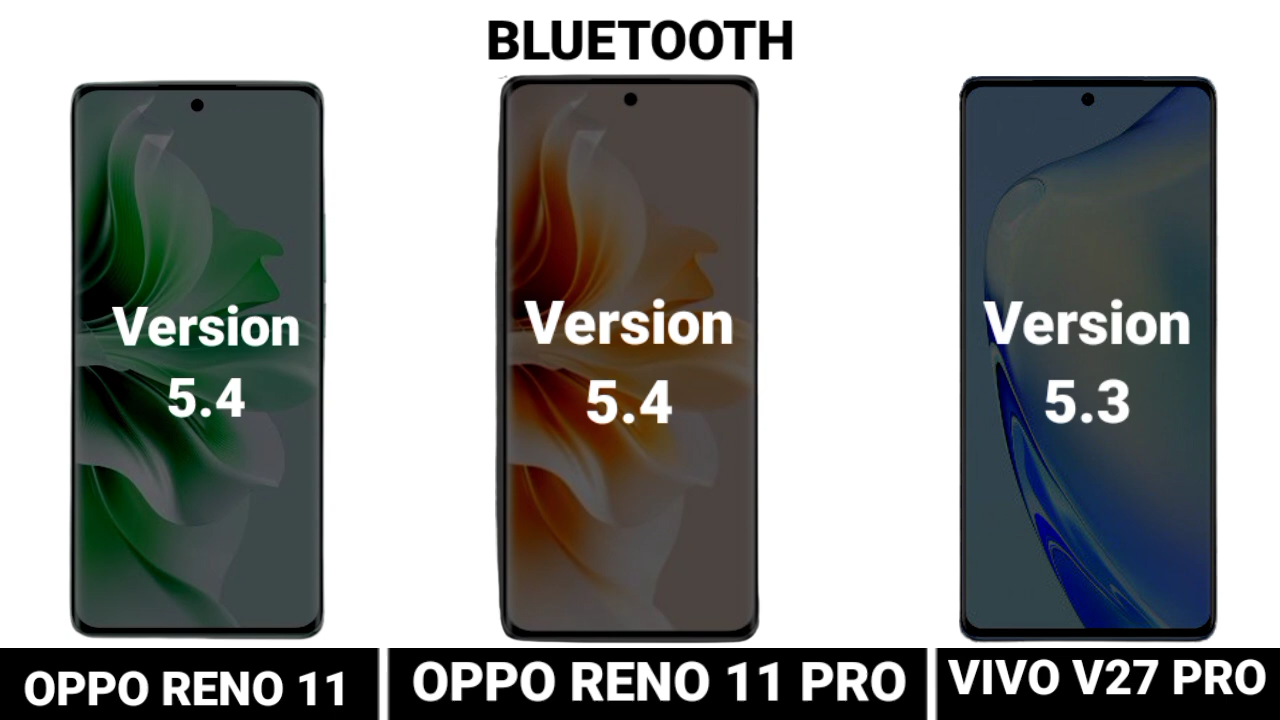 BLUETOOTH
Version
5.4
Version
5.4
Version
5.3
OPPO RENO 11
OPPO RENO 11 PRO
VIVO V27 PRO